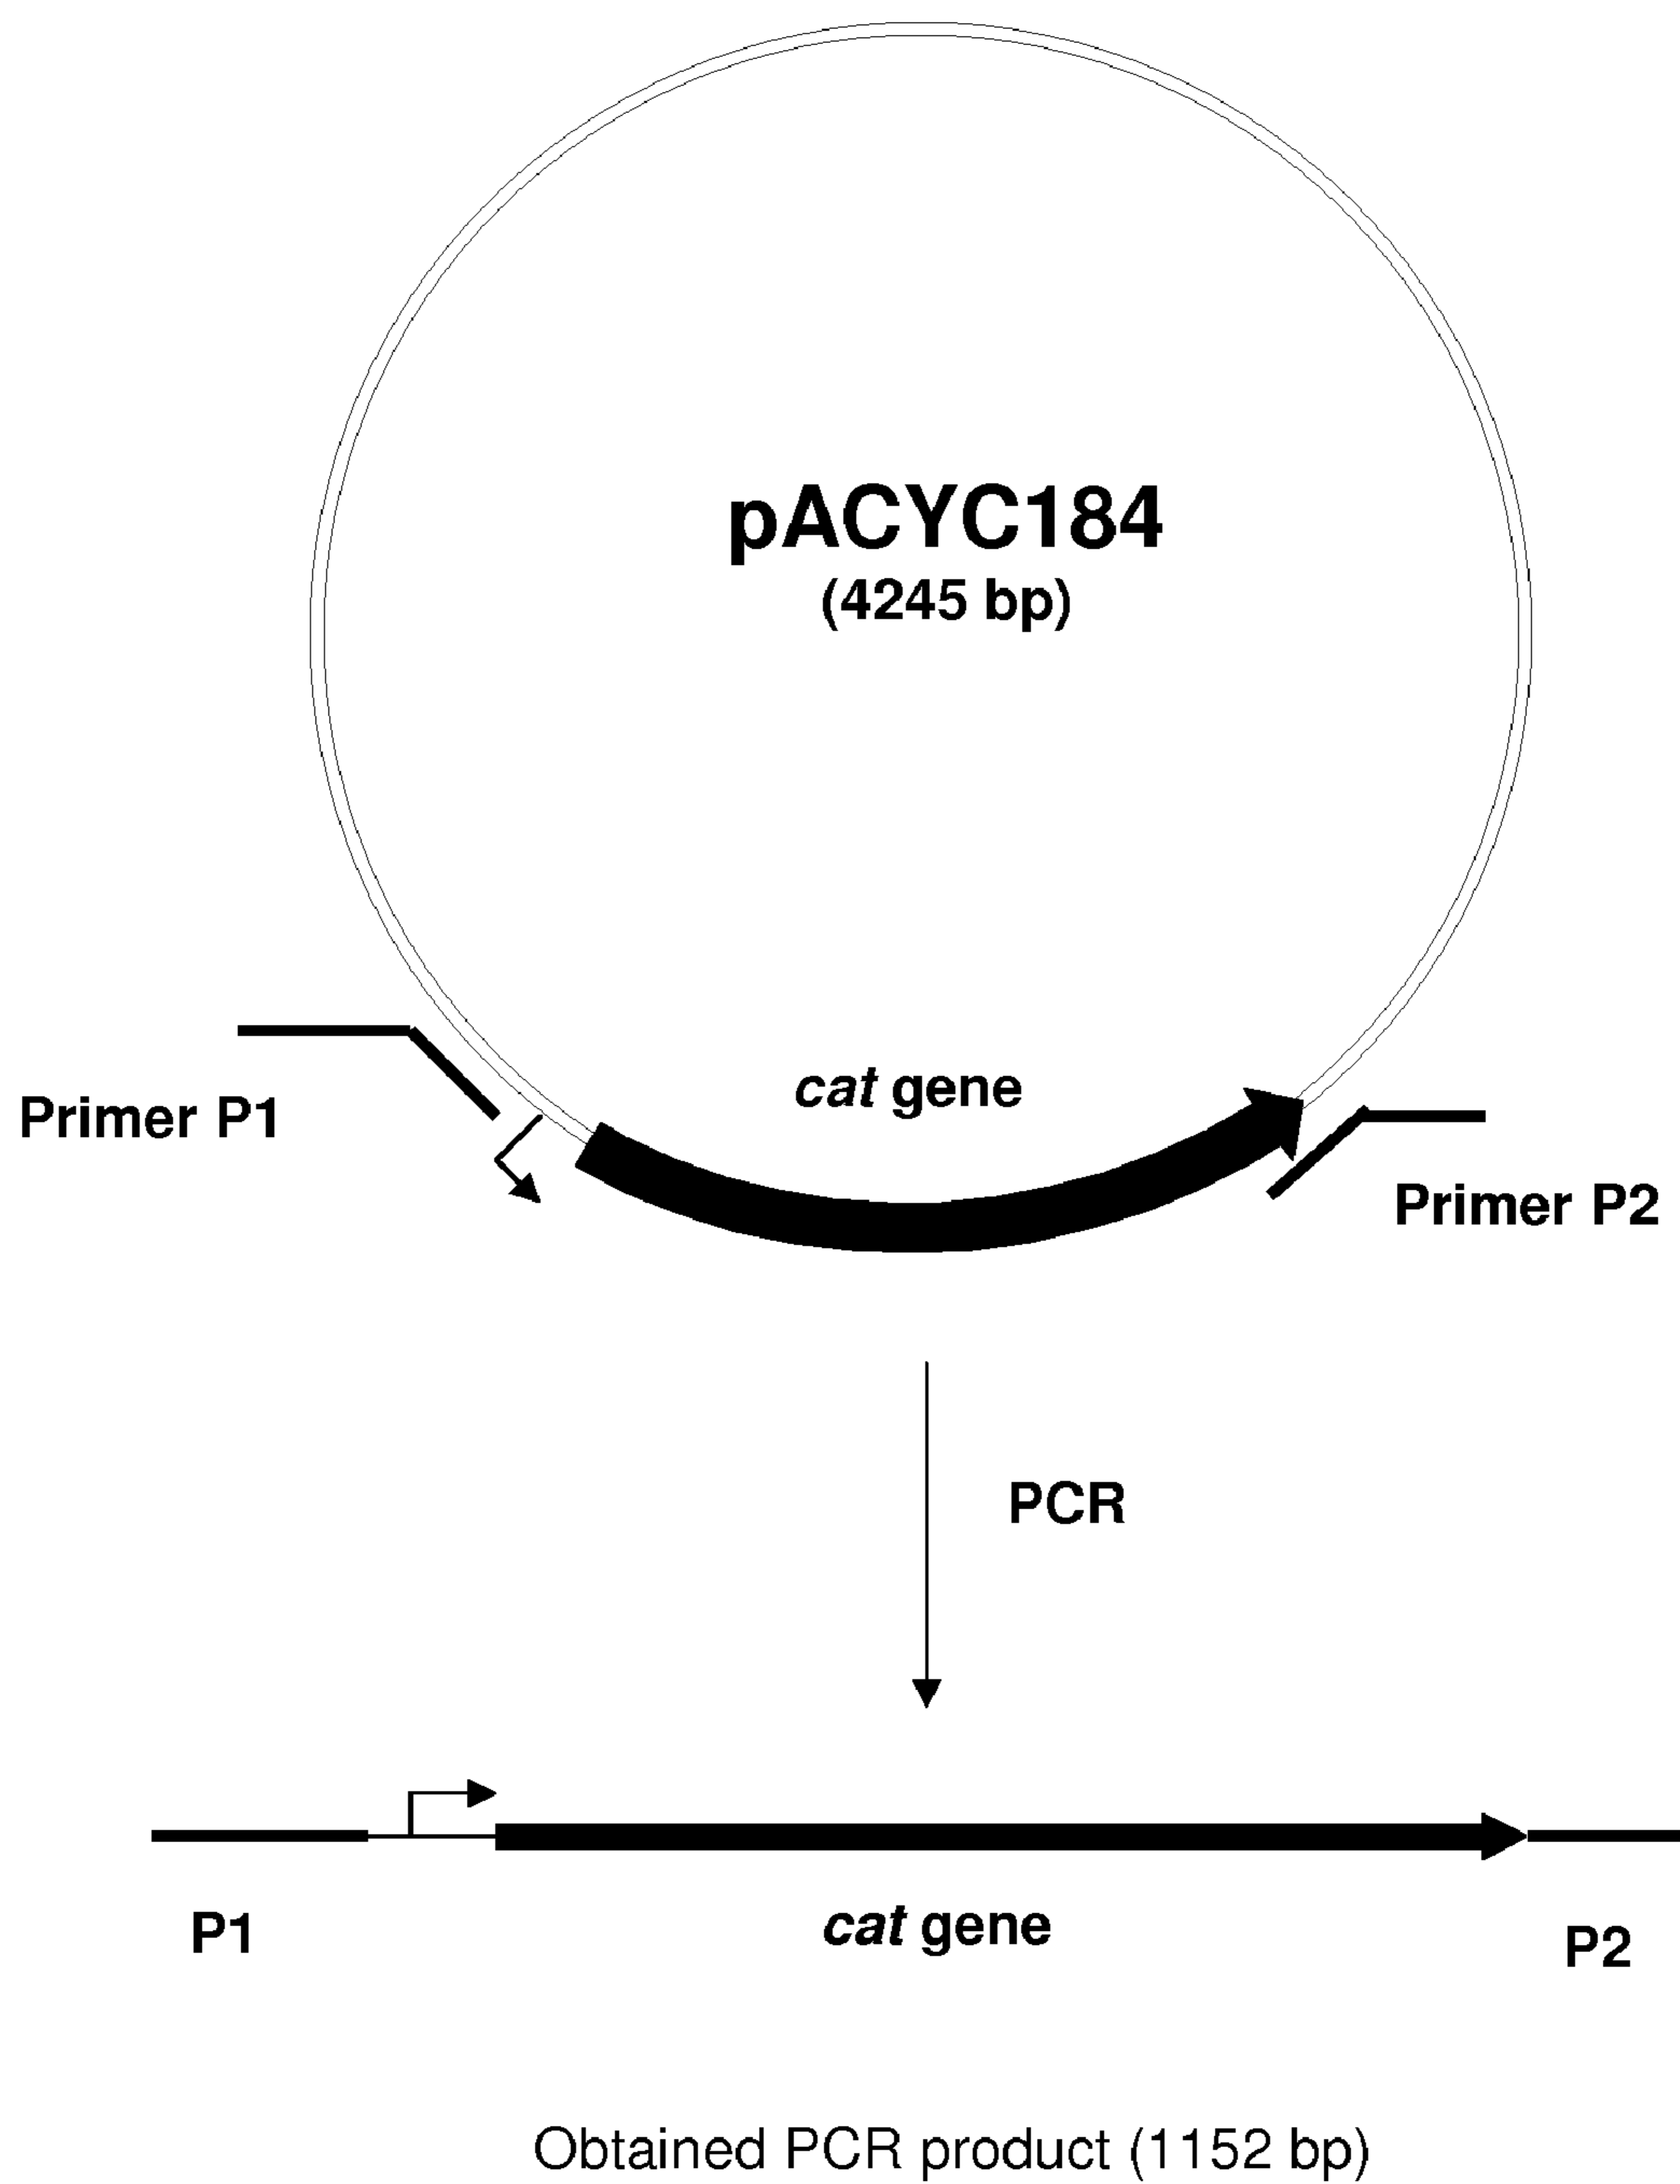 pACYC184
(4245 bp)
cat gene
Primer P1
Primer P2
PCR
P1
cat gene
P2
Obtained PCR product (1152 bp)